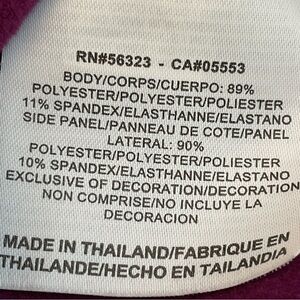 RN#56323 - CA#05553
BODY/CORPS/CUERPO: 89%
POLYESTER/POLYESTER/POLIESTER
11% SPANDEX/ELASTHANNE/ELASTANO
SIDE PANEL/PANNEAU DE COTE/PANEL
LATERAL: 90%
POLYESTER/POLYESTER/POLIESTER
10% SPANDEX/ELASTHANNE/ELASTANO
EXCLUSIVE OF DECORATION/DECORATION
NON COMPRISE/NO INCLUYE LA
DECORACION
MADE IN THAILAND/FABRIQUE EN
THAILANDE/HECHO EN TAILANDIA